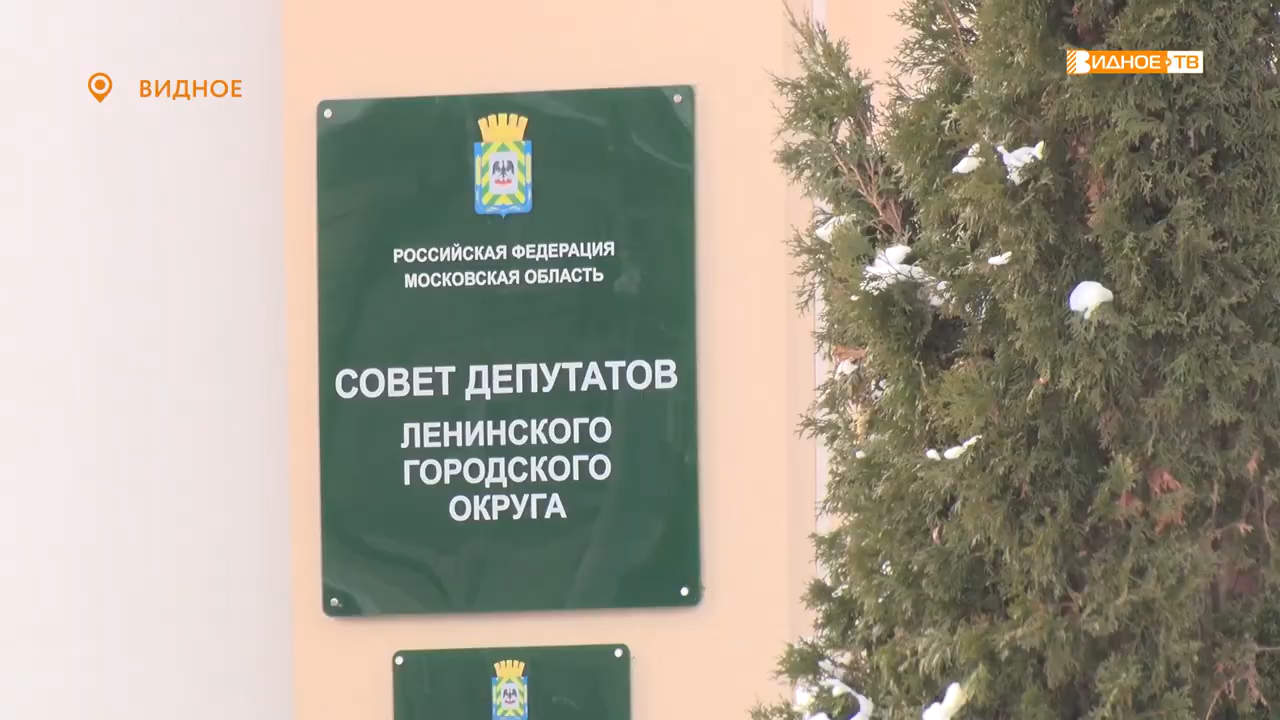 ВИДНОЕ
ВИДНОЕ ТВ
РОССИЙСКАЯ ФЕДЕРАЦИЯ
МОСКОВСКАЯ ОБЛАСТЬ
СОВЕТ ДЕПУТАТОВ
ЛЕНИНСКОГО
ГОРОДСКОГО
ОКРУГА